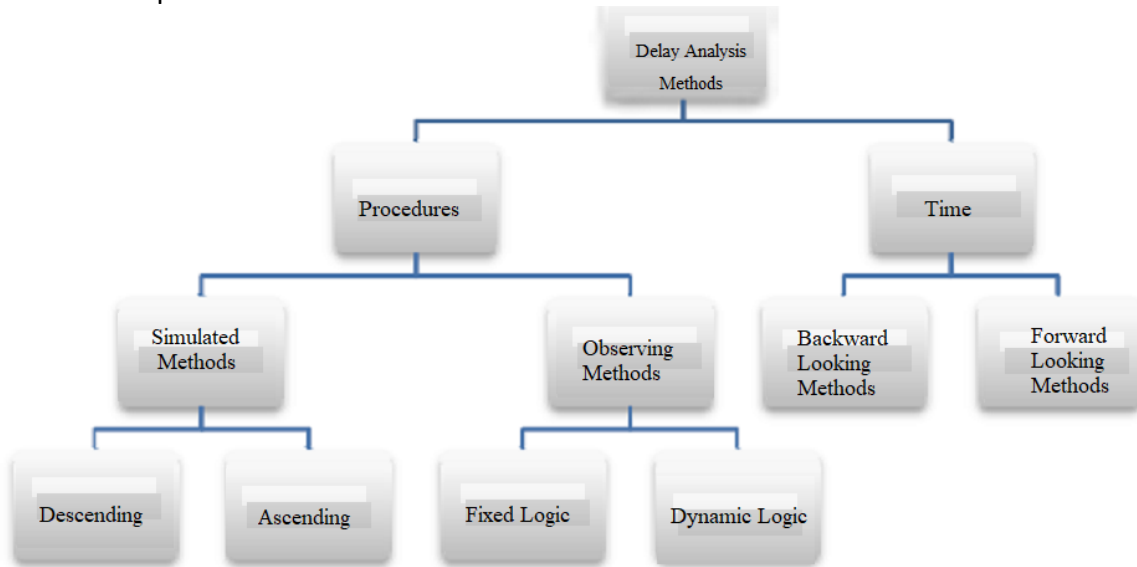 Delay Analysis
Methods
Procedures
Time
Simulated
Methods
Observing
Methods
Backward
Looking
Methods
Forward
Looking
Methods
Descending
Ascending
Fixed Logic
Dynamic Logic